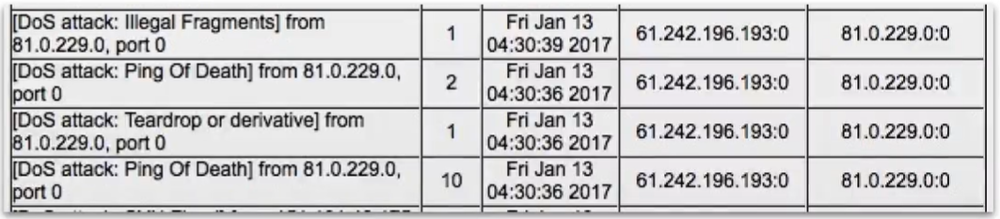 [DoS attack: Illegal Fragments] from
81.0.229.0, port 0
1
Fri Jan 13
04:30:39 2017
61.242.196.193:0
81.0.229.0:0
[DoS attack: Ping Of Death] from 81.0.229.0,
port 0
2
Fri Jan 13
04:30:36 2017
61.242.196.193:0
81.0.229.0:0
[DoS attack: Teardrop or derivative] from
81.0.229.0, port 0
1
Fri Jan 13
04:30:36 2017
61.242.196.193:0
81.0.229.0:0
[DoS attack: Ping Of Death] from 81.0.229.0,
port 0
10
Fri Jan 13
04:30:36 2017
61.242.196.193:0
81.0.229.0:0